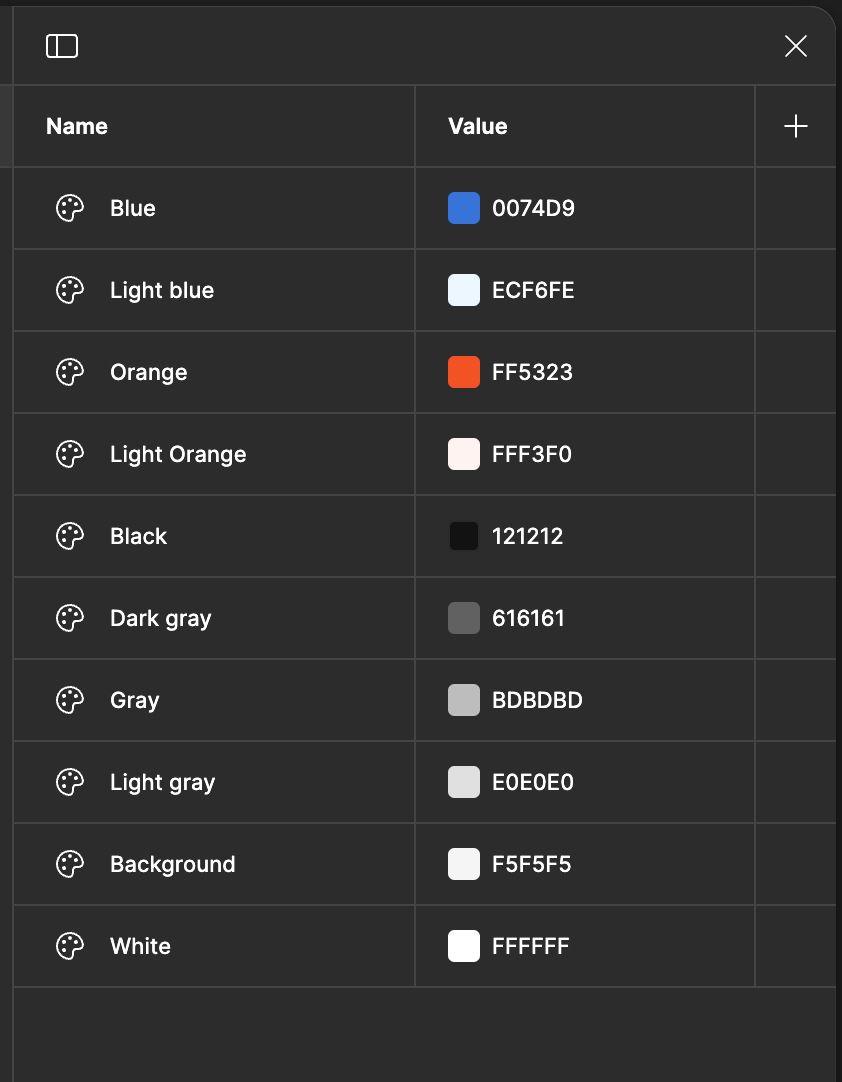 Name Value
Blue 0074D9
Light blue ECF6FE
Orange FF5323
Light Orange FFF3F0
Black 121212
Dark gray 616161
Gray BDBDBD
Light gray E0E0E0
Background F5F5F5
White FFFFFF